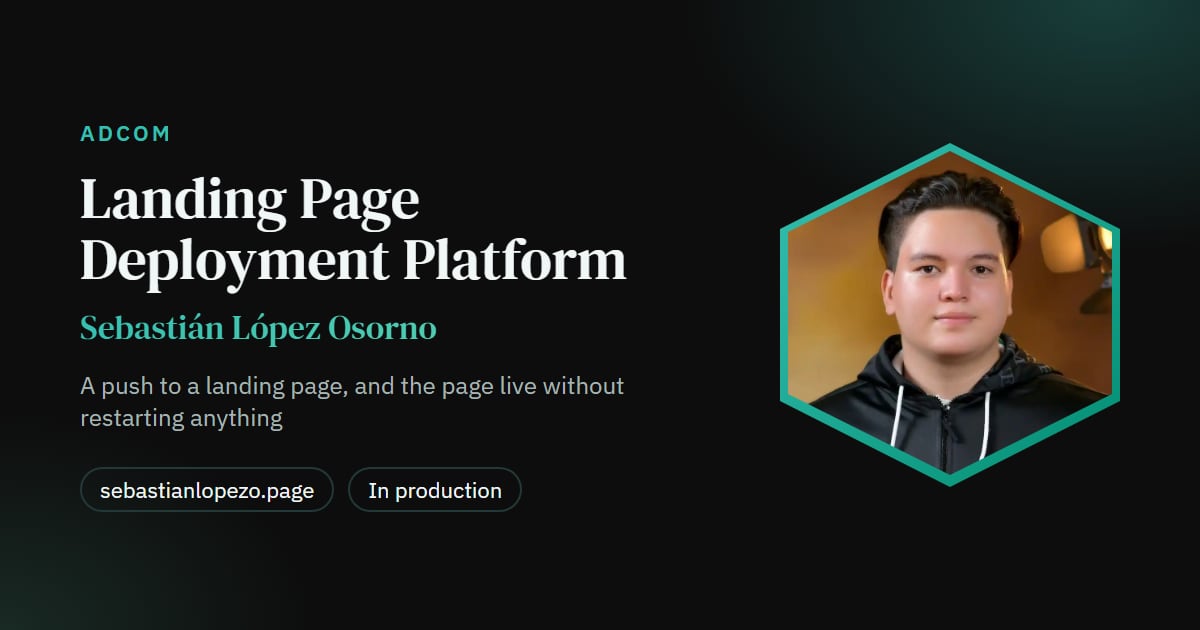 ADCOM
Landing Page
Deployment Platform
Sebastián López Osorno
A push to a landing page, and the page live without
restarting anything
sebastianlopezo.page
In production